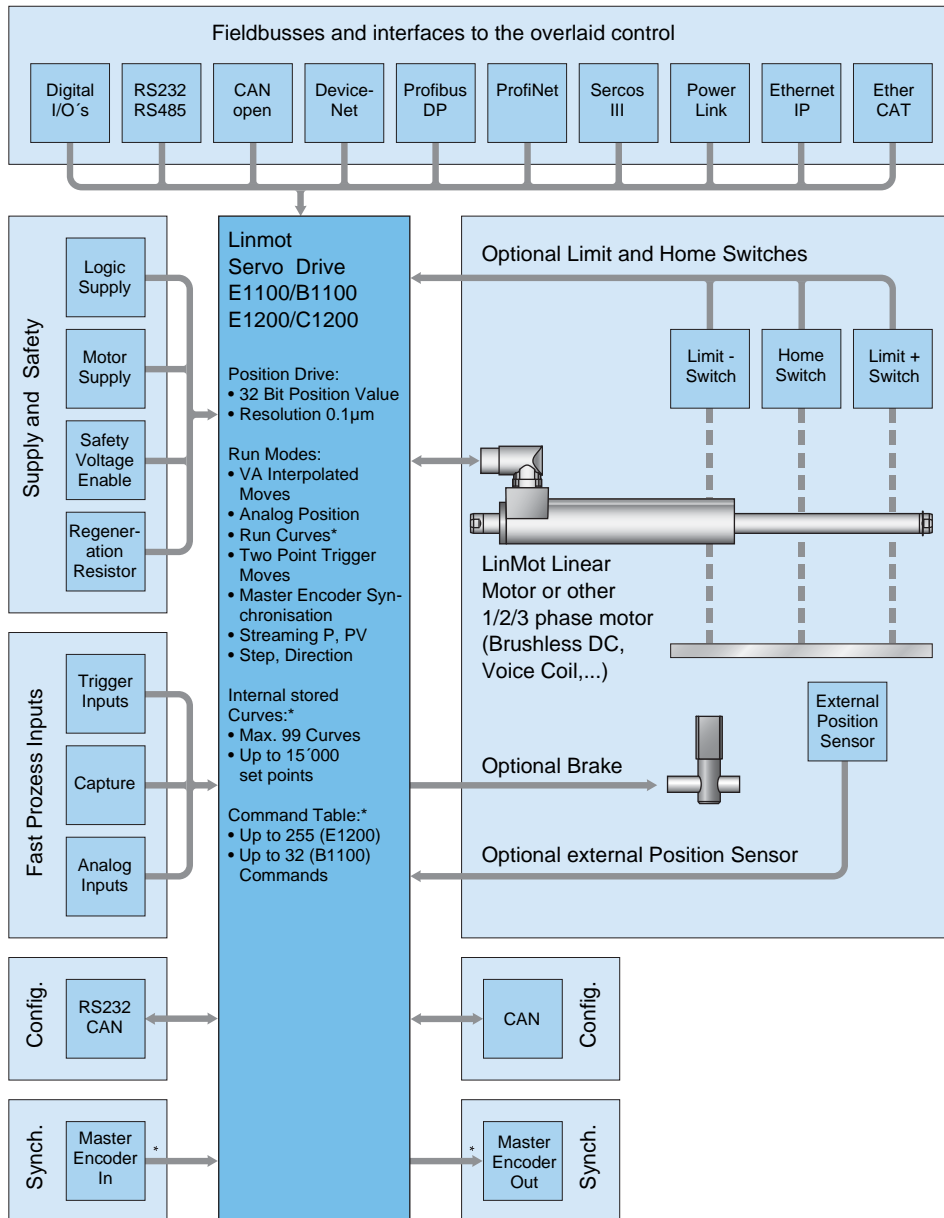 Fieldbusses and interfaces to the overlaid control
Digital
I/O´s
RS232
RS485
CAN
open
Device-
Net
Profibus
DP
ProfiNet
Sercos
III
Power
Link
Ethernet
IP
Ether
CAT
Supply and Safety
Logic
Supply
Motor
Supply
Safety
Voltage
Enable
Regener-
ation
Resistor
Fast Prozess Inputs
Trigger
Inputs
Capture
Analog
Inputs
Config.
RS232
CAN
Synch.
Master
Encoder
In
*
Linmot
Servo Drive
E1100/B1100
E1200/C1200
Position Drive:
• 32 Bit Position Value
• Resolution 0.1µm
Run Modes:
• VA Interpolated
Moves
• Analog Position
• Run Curves*
• Two Point Trigger
Moves
• Master Encoder Syn-
chronisation
• Streaming P, PV
• Step, Direction
Internal stored
Curves:*
• Max. 99 Curves
• Up to 15´000
set points
Command Table:*
• Up to 255 (E1200)
• Up to 32 (B1100)
Commands
Optional Limit and Home Switches
Limit -
Switch
Home
Switch
Limit +
Switch
LinMot Linear
Motor or other
1/2/3 phase motor
(Brushless DC,
Voice Coil,...)
External
Position
Sensor
Optional Brake
Optional external Position Sensor
CAN
Config.
*
Master
Encoder
Out
Synch.